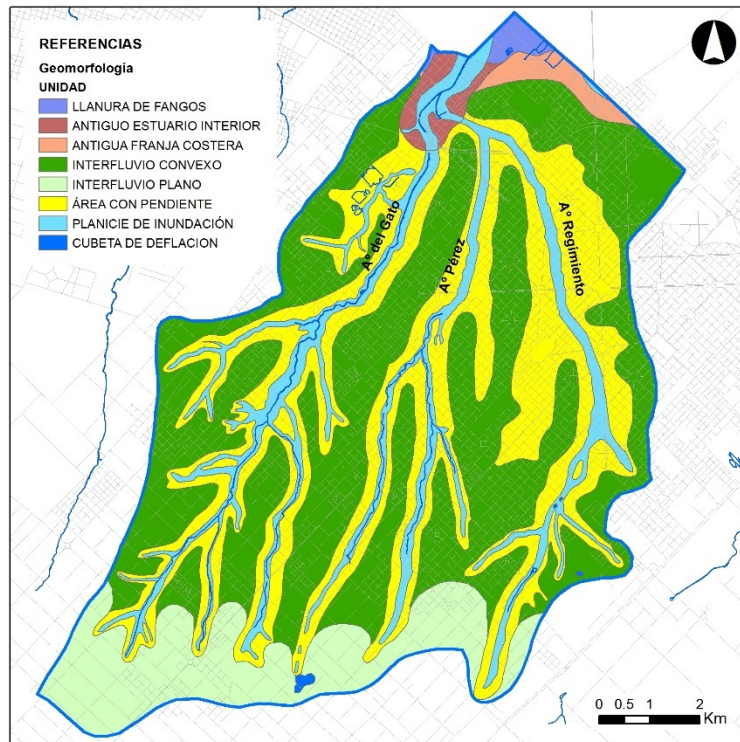 REFERENCIAS
Geomorfología
UNIDAD
LLANURA DE FANGOS
ANTIGUO ESTUARIO INTERIOR
ANTIGUA FRANJA COSTERA
INTERFLUVIO CONVEXO
INTERFLUVIO PLANO
ÁREA CON PENDIENTE
PLANICIE DE INUNDACIÓN
CUBETA DE DEFLACION
Aº del Gato
Aº Pérez
Aº Regimiento
0 0.5 1 2
Km